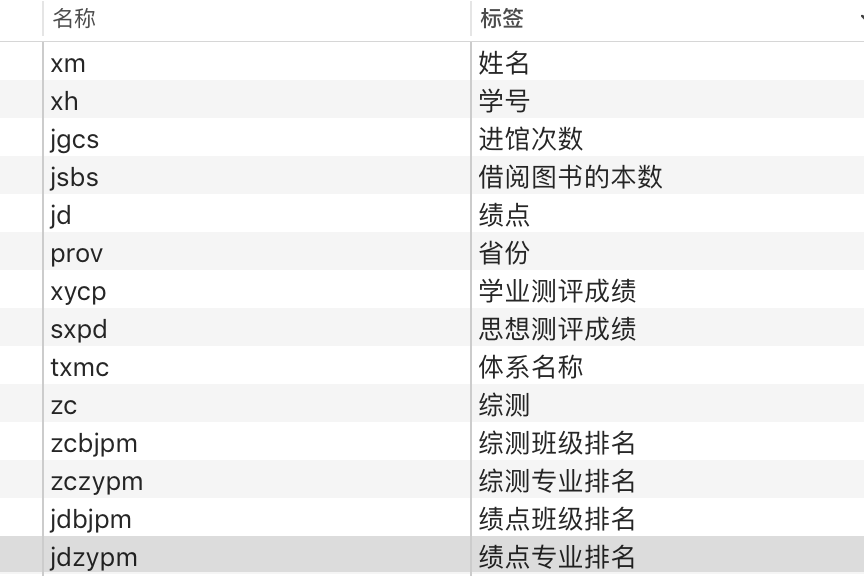 名称 标签
xm 姓名
xh 学号
jgcs 进馆次数
jsbs 借阅图书的本数
jd 绩点
prov 省份
xycp 学业测评成绩
sxpd 思想测评成绩
txmc 体系名称
zc 综测
zcbjpm 综测班级排名
zczypm 综测专业排名
jdbjpm 绩点班级排名
jdzypm 绩点专业排名